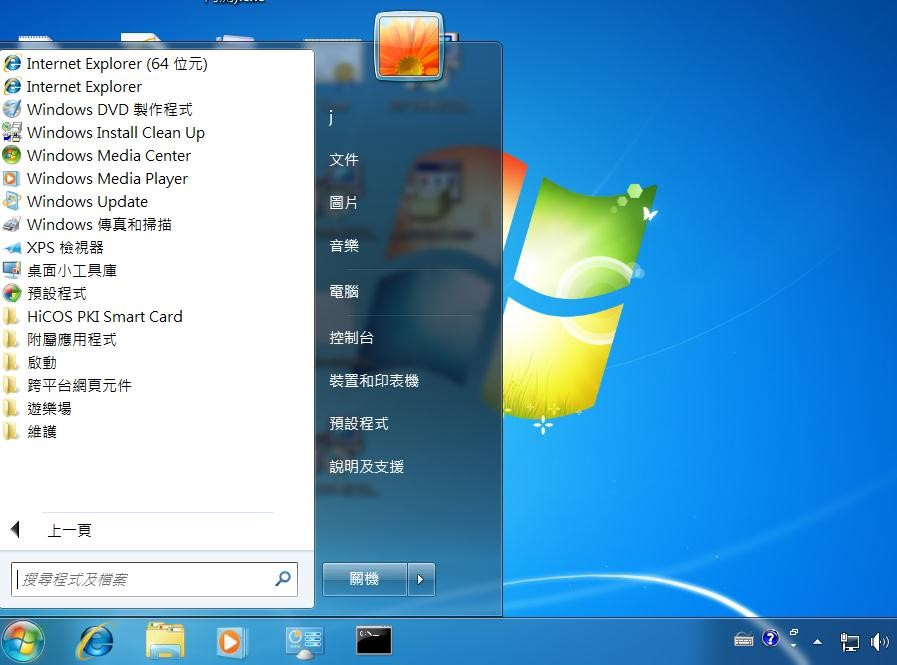 Internet Explorer (64 位元)
Internet Explorer
Windows DVD 製作程式
Windows Install Clean Up
Windows Media Center
Windows Media Player
Windows Update
Windows 傳真和掃描
XPS 檢視器
桌面小工具庫
預設程式
HiCOS PKI Smart Card
附屬應用程式
啟動
跨平台網頁元件
遊樂場
維護
上一頁
搜尋程式及檔案
j
文件
圖片
音樂
電腦
控制台
裝置和印表機
預設程式
說明及支援
關機